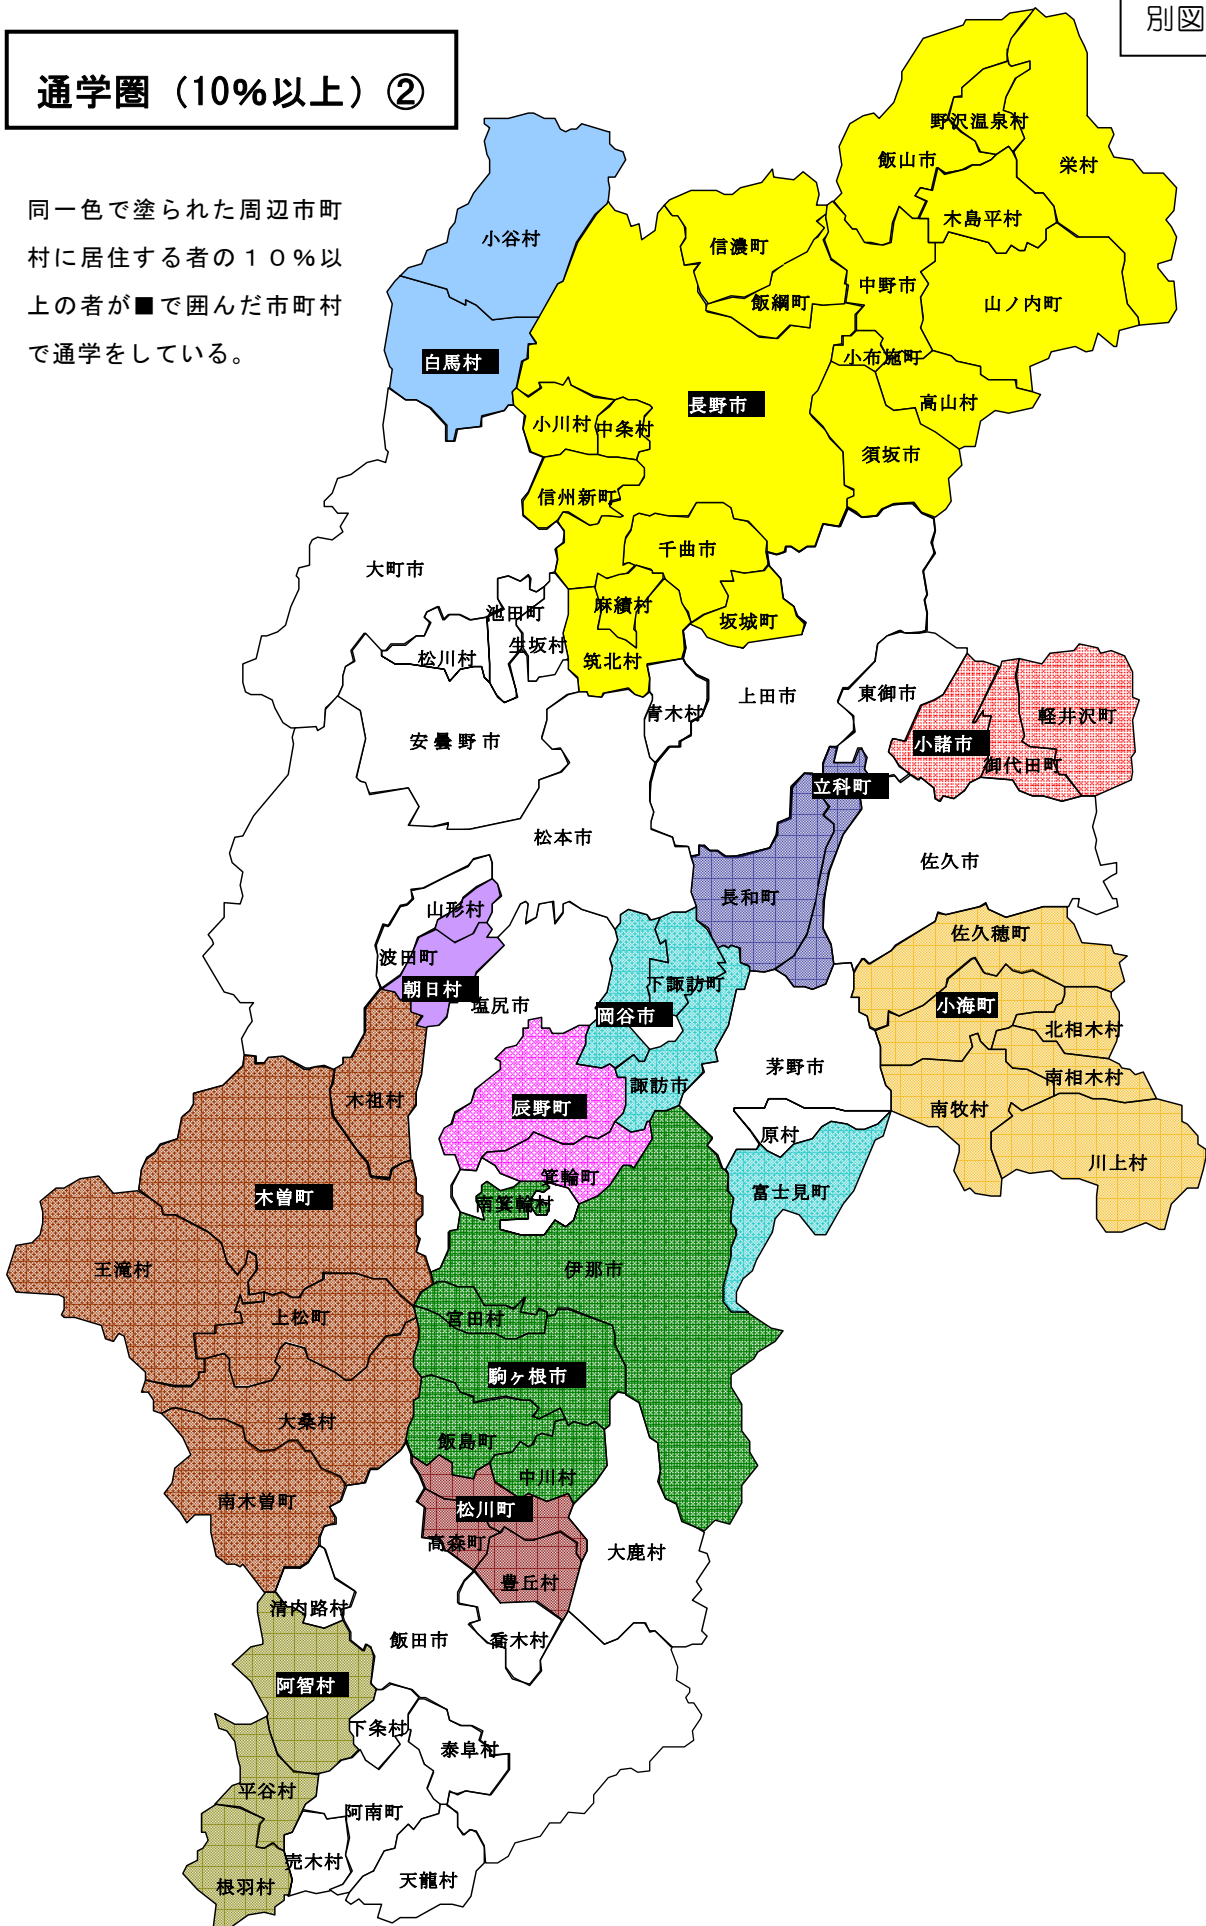 別図
通学圏（10%以上）②
同一色で塗られた周辺市町
村に居住する者の１０%以
上の者が■で囲んだ市町村
で通学をしている。
野沢温泉村
飯山市
栄村
木島平村
小谷村
信濃町
中野市
飯綱町
山ノ内町
小布施町
白馬村
長野市
高山村
小川村
中条村
須坂市
信州新町
千曲市
大町市
麻績村
池田町
坂城町
生坂村
松川村
筑北村
上田市
東御市
青木村
軽井沢町
安曇野市
小諸市
御代田町
立科町
松本市
佐久市
長和町
山形村
佐久穂町
波田町
下諏訪町
朝日村
塩尻市
小海町
岡谷市
北相木村
茅野市
南相木村
諏訪市
木祖村
辰野町
南牧村
原村
川上村
箕輪町
富士見町
木曽町
南箕輪村
王滝村
伊那市
上松町
宮田村
駒ヶ根市
大桑村
飯島町
中川村
南木曽町
松川町
高森町
大鹿村
豊丘村
清内路村
飯田市
喬木村
阿智村
下条村
泰阜村
平谷村
阿南町
売木村
天龍村
根羽村